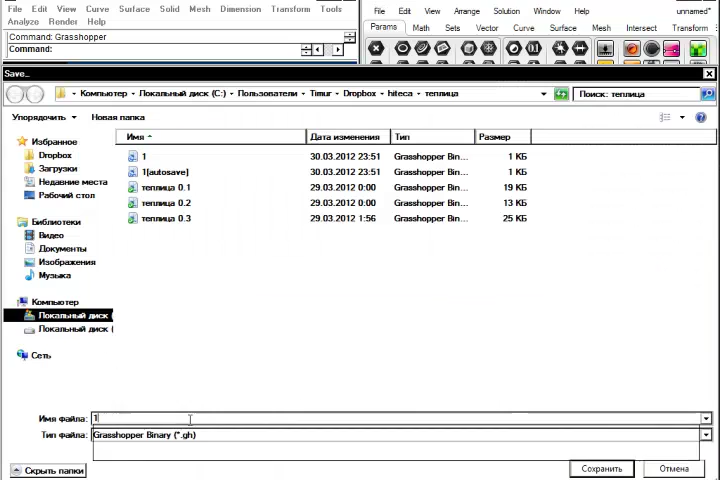 File Edit View Curve Surface Solid Mesh Dimension Transform Tools
Analyze Render Help
Command: Grasshopper
Command:
File Edit View Arrange Solution Window Help unnamed*
Params Math Sets Vector Curve Surface Mesh Intersect Transform
Save...
Компьютер Локальный диск (C:) Пользователи Timur Dropbox hiteca теплица
Поиск: теплица
Упорядочить Новая папка
Имя Дата изменения Тип Размер
1 30.03.2012 23:51 Grasshopper Bin... 1 КБ
1[autosave] 30.03.2012 23:51 Grasshopper Bin... 1 КБ
теплица 0.1 29.03.2012 0:00 Grasshopper Bin... 19 КБ
теплица 0.2 29.03.2012 0:00 Grasshopper Bin... 13 КБ
теплица 0.3 29.03.2012 1:56 Grasshopper Bin... 25 КБ
Избранное
Dropbox
Загрузки
Недавние места
Рабочий стол
Библиотеки
Видео
Документы
Изображения
Музыка
Компьютер
Локальный диск (
Локальный диск (
Сеть
Имя файла: 1
Тип файла: Grasshopper Binary (*.gh)
Скрыть папки
Сохранить
Отмена